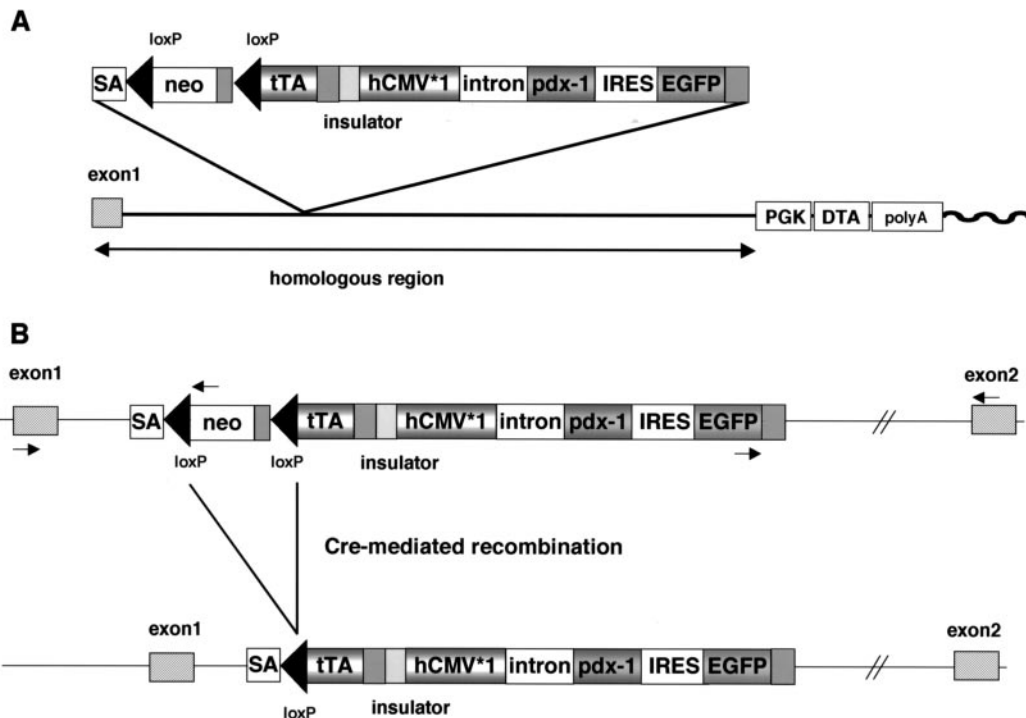 A
loxP loxP
SA neo tTA hCMV*1 intron pdx-1 IRES EGFP
insulator
exon1
PGK DTA polyA
homologous region
B
exon1 exon2
SA neo tTA hCMV*1 intron pdx-1 IRES EGFP
loxP loxP insulator
Cre-mediated recombination
exon1 exon2
SA tTA hCMV*1 intron pdx-1 IRES EGFP
loxP insulator